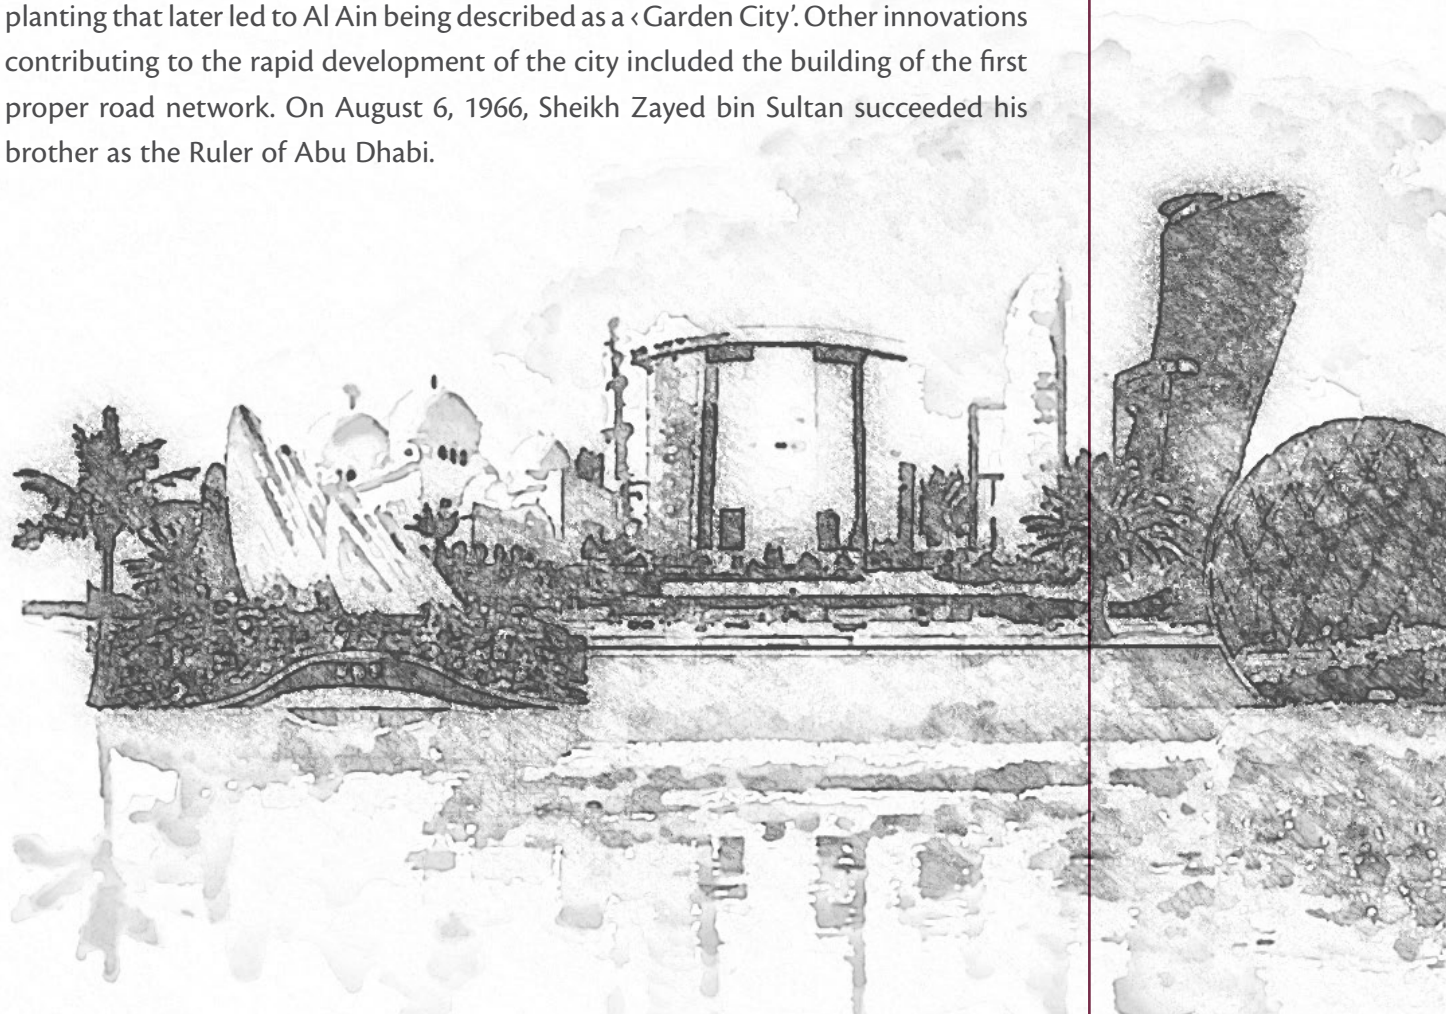 planting that later led to Al Ain being described as a ‹ Garden City’. Other innovations
contributing to the rapid development of the city included the building of the first
proper road network. On August 6, 1966, Sheikh Zayed bin Sultan succeeded his
brother as the Ruler of Abu Dhabi.